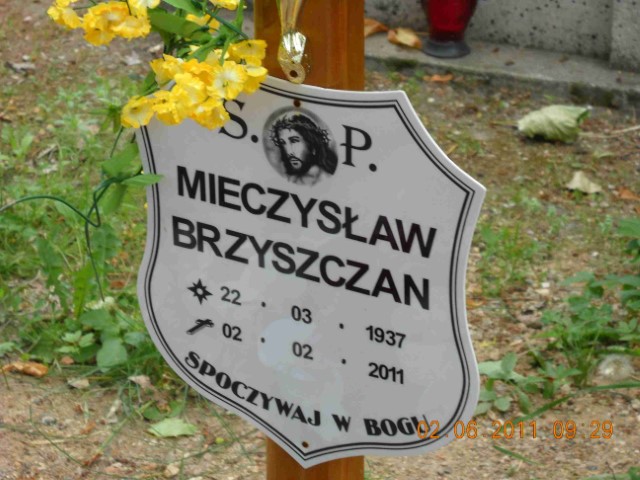 Ś. P.
MIECZYSŁAW
BRZYSZCZAN
22 . 03 . 1937
02 . 02 . 2011
SPOCZYWAJ W BOGU
02.06.2011 09:29